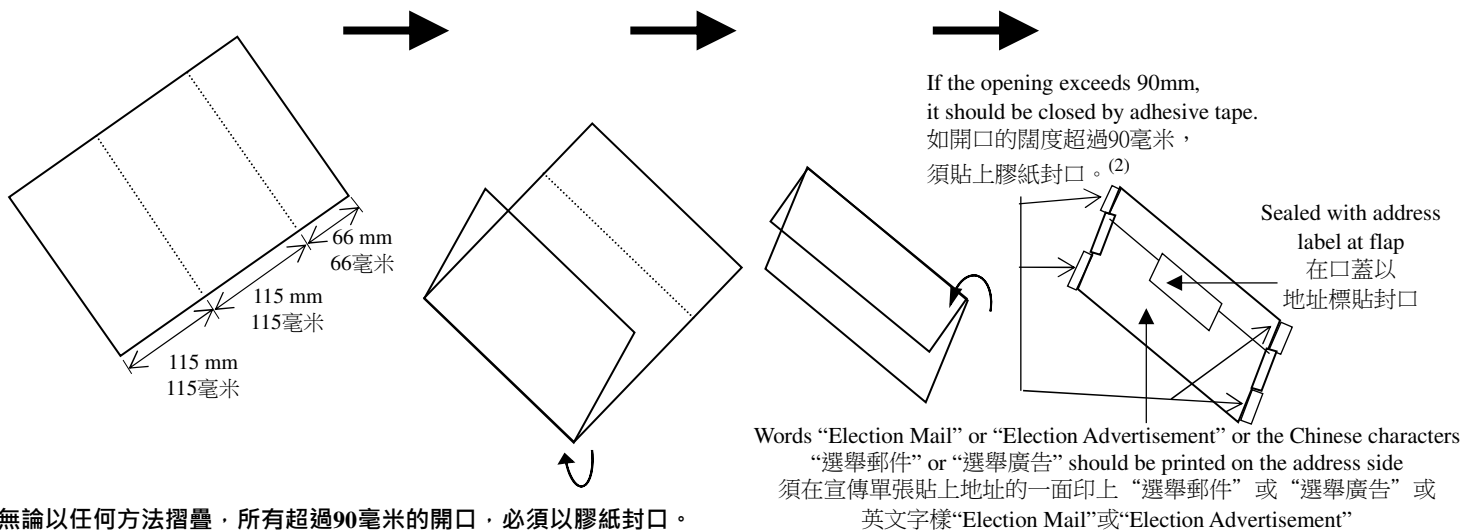 If the opening exceeds 90mm,
it should be closed by adhesive tape.
如開口的闊度超過90毫米，
須貼上膠紙封口。(2)
66 mm
66毫米
115 mm
115毫米
115 mm
115毫米
Sealed with address
label at flap
在口蓋以
地址標貼封口
Words “Election Mail” or “Election Advertisement” or the Chinese characters
“選舉郵件” or “選舉廣告” should be printed on the address side
須在宣傳單張貼上地址的一面印上“選舉郵件”或“選舉廣告”或
英文字樣“Election Mail”或“Election Advertisement”
無論以任何方法摺疊，所有超過90毫米的開口，必須以膠紙封口。